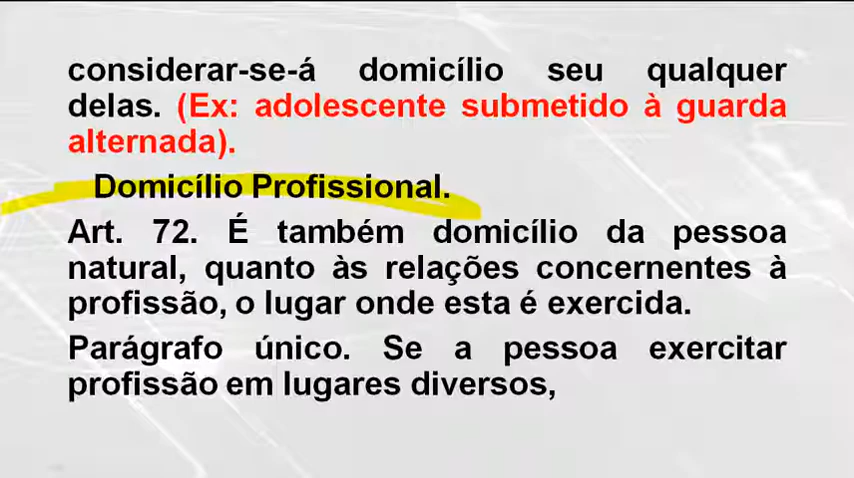 considerar-se-á domicílio seu qualquer
delas. (Ex: adolescente submetido à guarda
alternada).
Domicílio Profissional.
Art. 72. É também domicílio da pessoa
natural, quanto às relações concernentes à
profissão, o lugar onde esta é exercida.
Parágrafo único. Se a pessoa exercitar
profissão em lugares diversos,